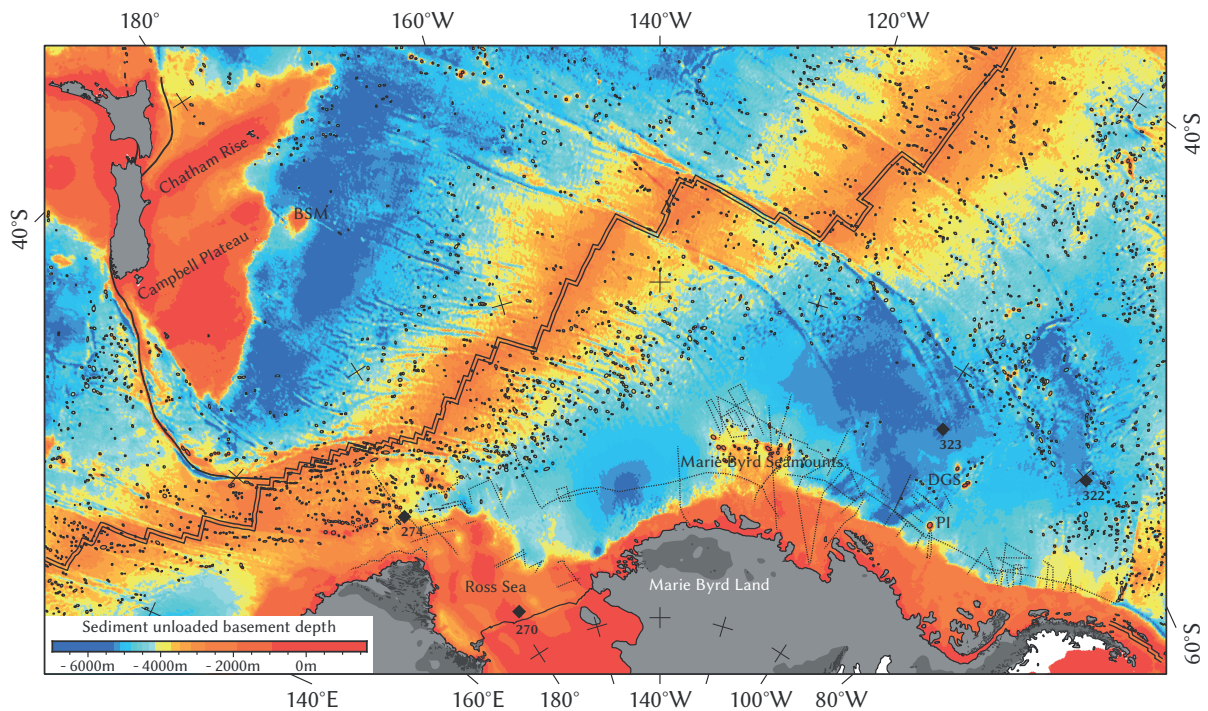 180° 160°W 140°W 120°W
40°S
Chatham Rise
40°S
BSM
Campbell Plateau
323
Marie Byrd Seamounts
DGS
322
274
PI
Ross Sea
Marie Byrd Land
270
Sediment unloaded basement depth
- 6000m -4000m - 2000m 0m
60°S
140°E 160°E 180° 140°W 100°W 80°W